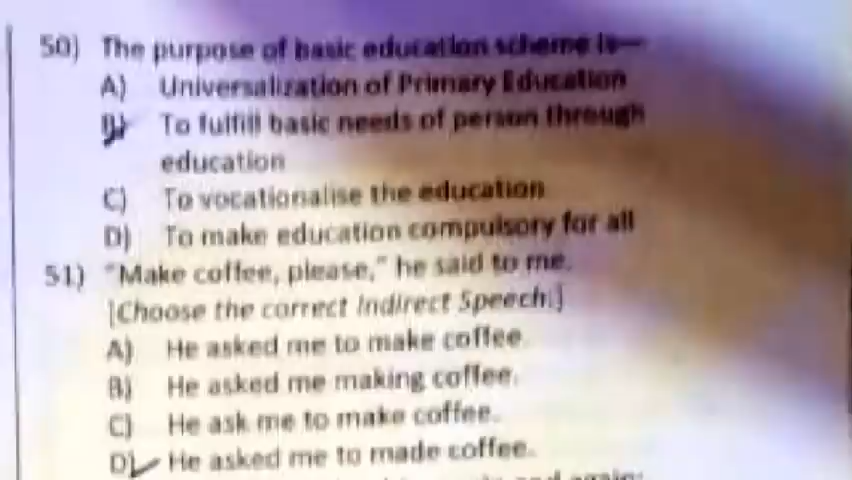 50) The purpose of basic education scheme is—
A) Universalization of Primary Education
B) To fulfill basic needs of person through
education
C) To vocationalise the education
D) To make education compulsory for all
51) "Make coffee, please," he said to me.
[Choose the correct Indirect Speech:]
A) He asked me to make coffee.
B) He asked me making coffee.
C) He ask me to make coffee.
D) He asked me to made coffee.
and again: